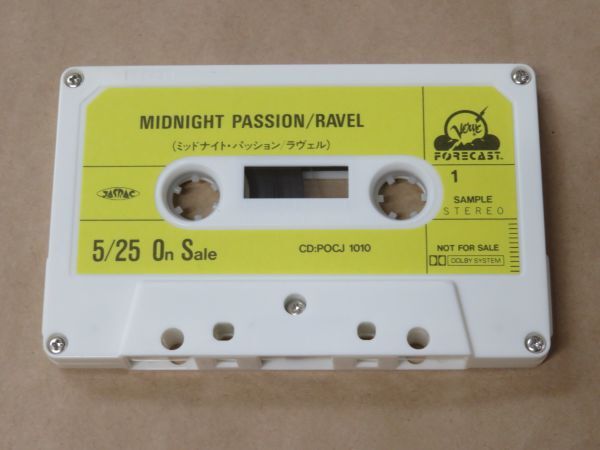 MIDNIGHT PASSION/RAVEL
(ミッドナイト・パッション/ラヴェル)
Verve
FORECAST
1
SAMPLE
STEREO
JASRAC
5/25 On Sale
CD:POCJ 1010
NOT FOR SALE
DOLBY SYSTEM